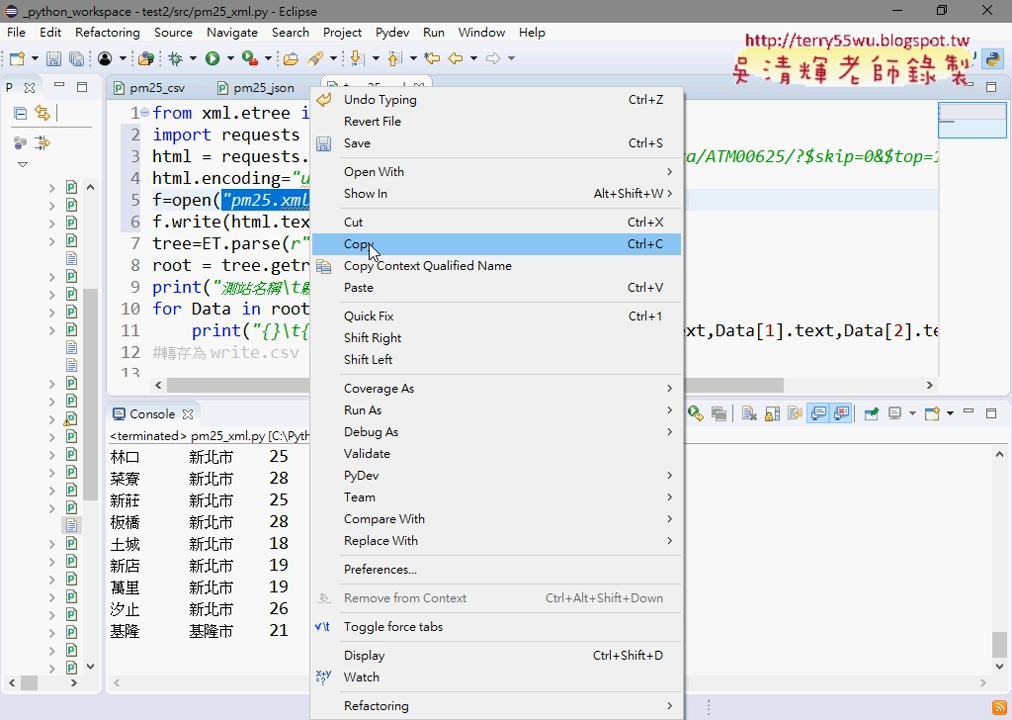 _python_workspace - test2/src/pm25_xml.py - Eclipse
File Edit Refactoring Source Navigate Search Project Pydev Run Window Help
http://terry55wu.blogspot.tw
吳清輝老師錄製
P
pm25_csv
pm25_json
1 from xml.etree i
2 import requests
3 html = requests.
a/ATM00625/?$skip=0&$top=1
4 html.encoding="u
5 f=open("pm25.xml
6 f.write(html.tex
7 tree=ET.parse(r"
8 root = tree.getr
9 print("測站名稱\t
10 for Data in root
11 print("{}\t{
xt,Data[1].text,Data[2].te
12 #轉存為write.csv
13
Undo Typing Ctrl+Z
Revert File
Save Ctrl+S
Open With
Show In Alt+Shift+W
Cut Ctrl+X
Copy Ctrl+C
Copy Context Qualified Name
Paste Ctrl+V
Quick Fix Ctrl+1
Shift Right
Shift Left
Coverage As
Run As
Debug As
Validate
PyDev
Team
Compare With
Replace With
Preferences...
Remove from Context Ctrl+Alt+Shift+Down
Toggle force tabs
Display Ctrl+Shift+D
Watch
Refactoring
Console
<terminated> pm25_xml.py [C:\Pyth
林口 新北市 25
菜寮 新北市 28
新莊 新北市 25
板橋 新北市 28
土城 新北市 18
新店 新北市 19
萬里 新北市 19
汐止 新北市 26
基隆 基隆市 21